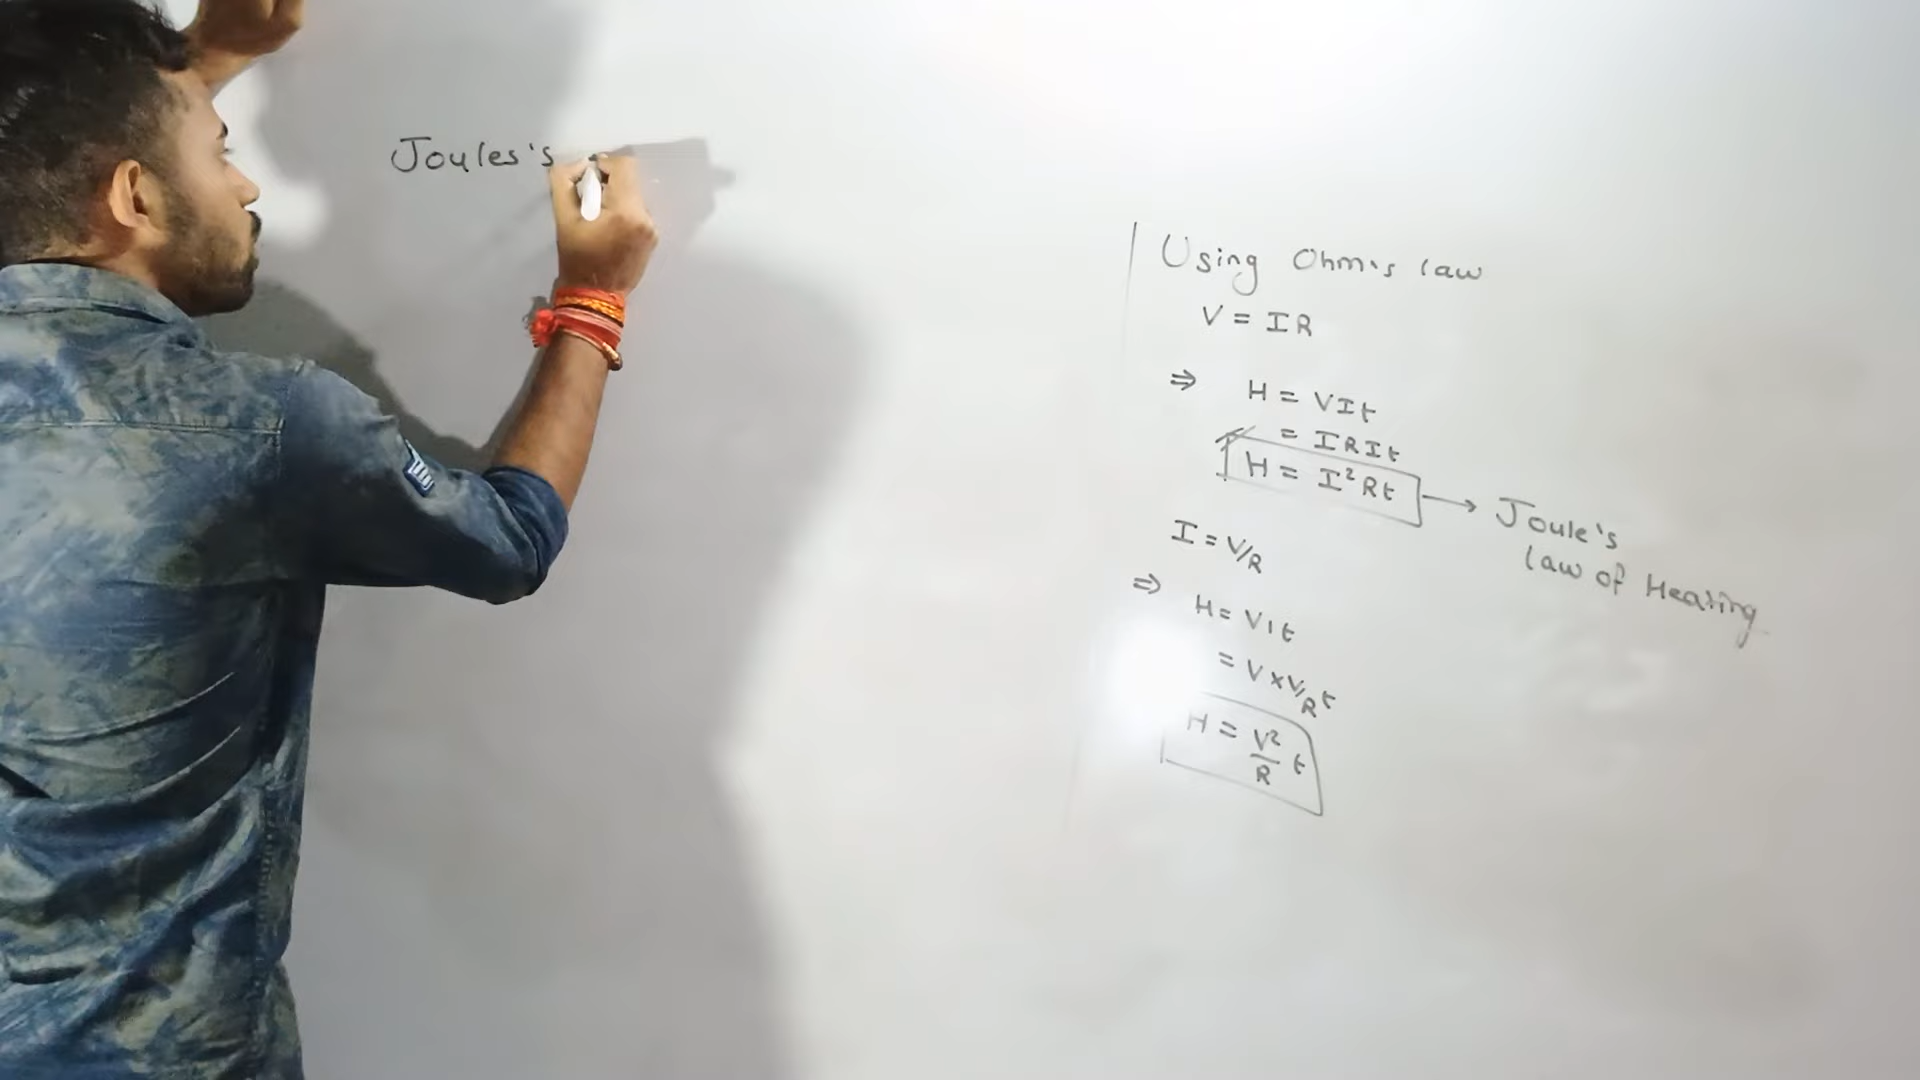 Joules's
Using Ohm's law
V = IR
⇒ H = VIt
= IRIt
H = I²Rt → Joule's
law of Heating
I = V/R
⇒ H = VIt
= V×V/R t
H = V²/R t